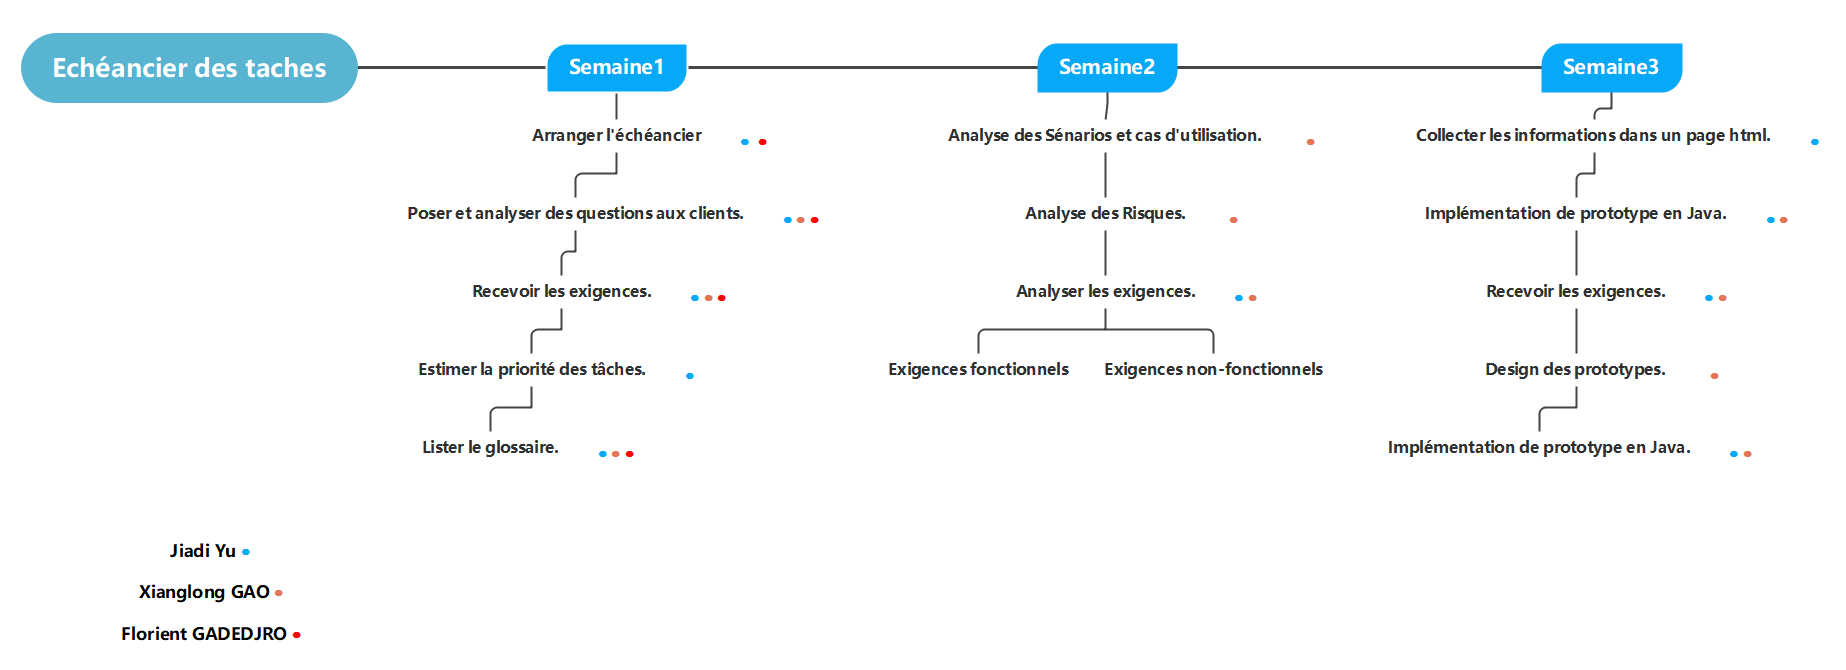 Echéancier des taches
Semaine1
Semaine2
Semaine3
Arranger l'échéancier
Poser et analyser des questions aux clients.
Recevoir les exigences.
Estimer la priorité des tâches.
Lister le glossaire.
Analyse des Sénarios et cas d'utilisation.
Analyse des Risques.
Analyser les exigences.
Exigences fonctionnels
Exigences non-fonctionnels
Collecter les informations dans un page html.
Implémentation de prototype en Java.
Recevoir les exigences.
Design des prototypes.
Implémentation de prototype en Java.
Jiadi Yu
Xianglong GAO
Florient GADEDJRO